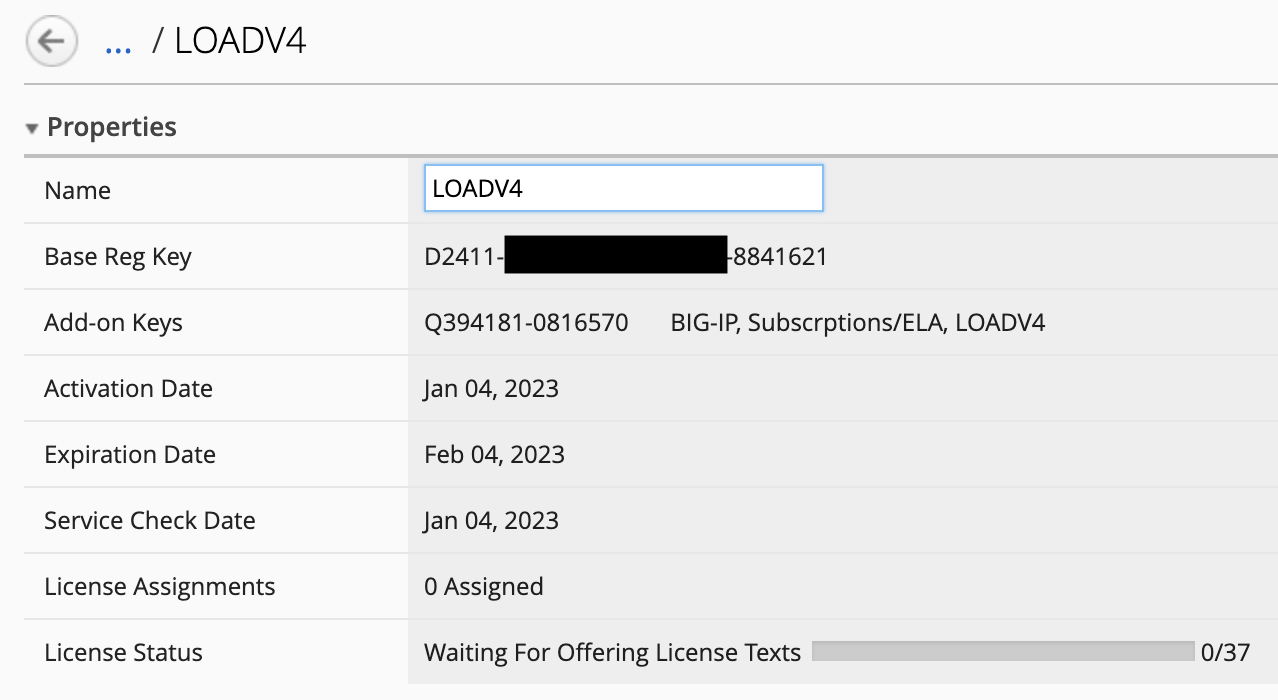 ... / LOADV4
Properties
Name LOADV4
Base Reg Key D2411- -8841621
Add-on Keys Q394181-0816570 BIG-IP, Subscrptions/ELA, LOADV4
Activation Date Jan 04, 2023
Expiration Date Feb 04, 2023
Service Check Date Jan 04, 2023
License Assignments 0 Assigned
License Status Waiting For Offering License Texts 0/37